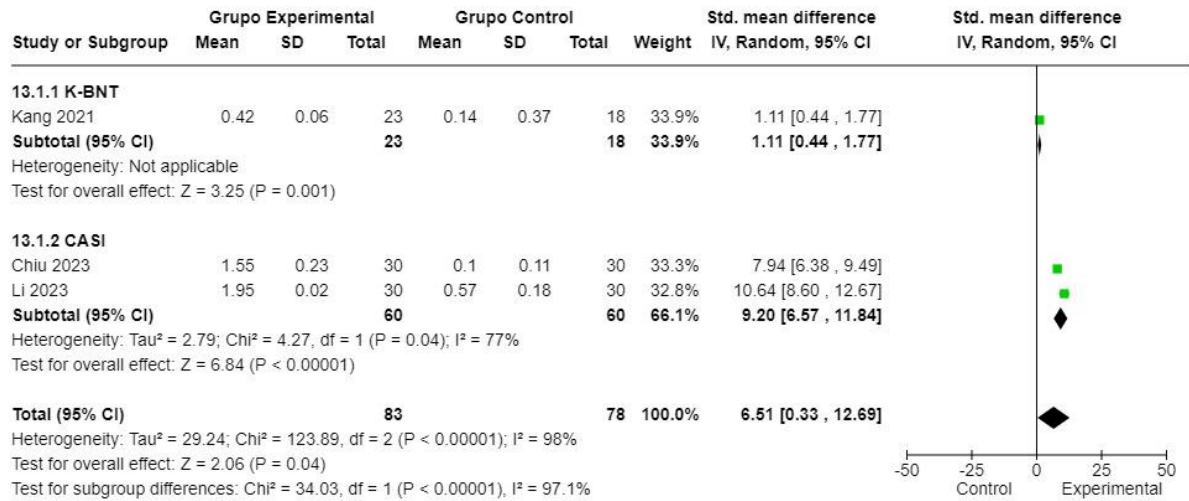 Grupo Experimental Grupo Control Std. mean difference Std. mean difference
Study or Subgroup Mean SD Total Mean SD Total Weight IV, Random, 95% CI IV, Random, 95% CI
13.1.1 K-BNT
Kang 2021 0.42 0.06 23 0.14 0.37 18 33.9% 1.11 [0.44 , 1.77]
Subtotal (95% CI) 23 18 33.9% 1.11 [0.44 , 1.77]
Heterogeneity: Not applicable
Test for overall effect: Z = 3.25 (P = 0.001)
13.1.2 CASI
Chiu 2023 1.55 0.23 30 0.1 0.11 30 33.3% 7.94 [6.38 , 9.49]
Li 2023 1.95 0.02 30 0.57 0.18 30 32.8% 10.64 [8.60 , 12.67]
Subtotal (95% CI) 60 60 66.1% 9.20 [6.57 , 11.84]
Heterogeneity: Tau² = 2.79; Chi² = 4.27, df = 1 (P = 0.04); I² = 77%
Test for overall effect: Z = 6.84 (P < 0.00001)
Total (95% CI) 83 78 100.0% 6.51 [0.33 , 12.69]
Heterogeneity: Tau² = 29.24; Chi² = 123.89, df = 2 (P < 0.00001); I² = 98%
Test for overall effect: Z = 2.06 (P = 0.04)
Test for subgroup differences: Chi² = 34.03, df = 1 (P < 0.00001), I² = 97.1%
-50 -25 0 25 50
Control Experimental